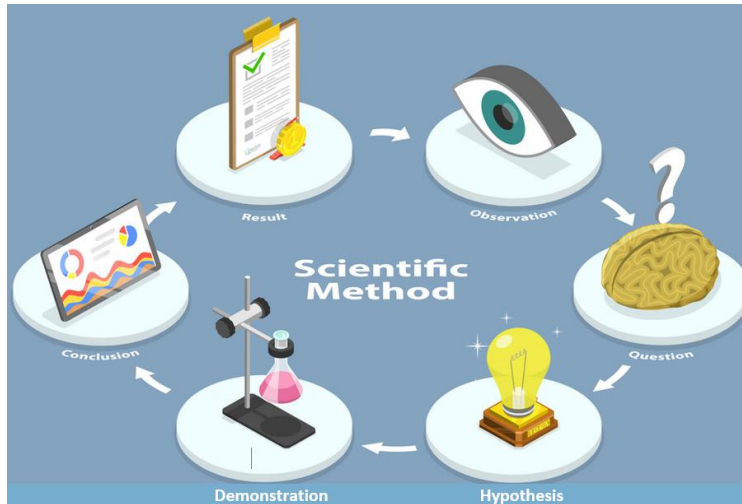 Result
Observation
Scientific
Method
Conclusion
Question
Demonstration
Hypothesis